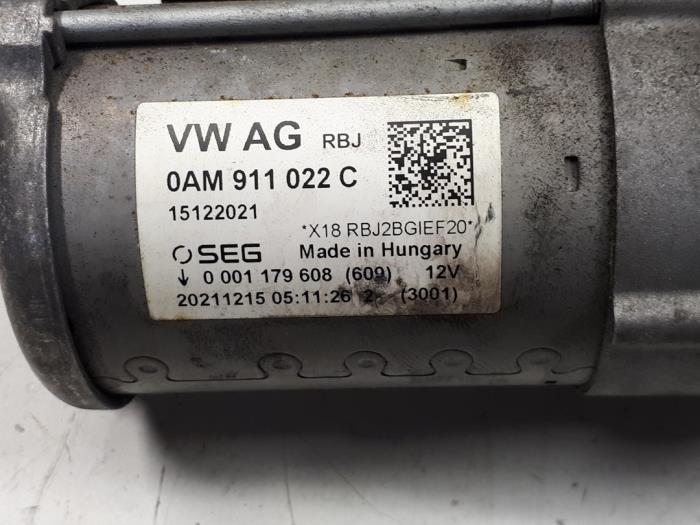 VW AG RBJ
0AM 911 022 C
15122021
*X18 RBJ2BGIEF20*
SEG Made in Hungary
↓ 0 001 179 608 (609) 12V
20211215 05:11:26 2 (3001)